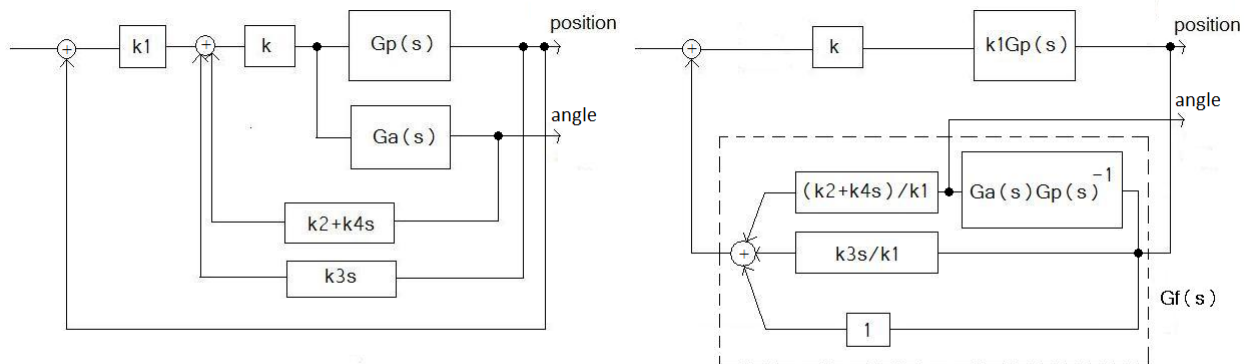 position
+
k1
+
k
Gp(s)
angle
Ga(s)
k2+k4s
k3s
position
+
k
k1Gp(s)
angle
(k2+k4s)/k1
Ga(s)Gp(s)⁻¹
+
k3s/k1
Gf(s)
1